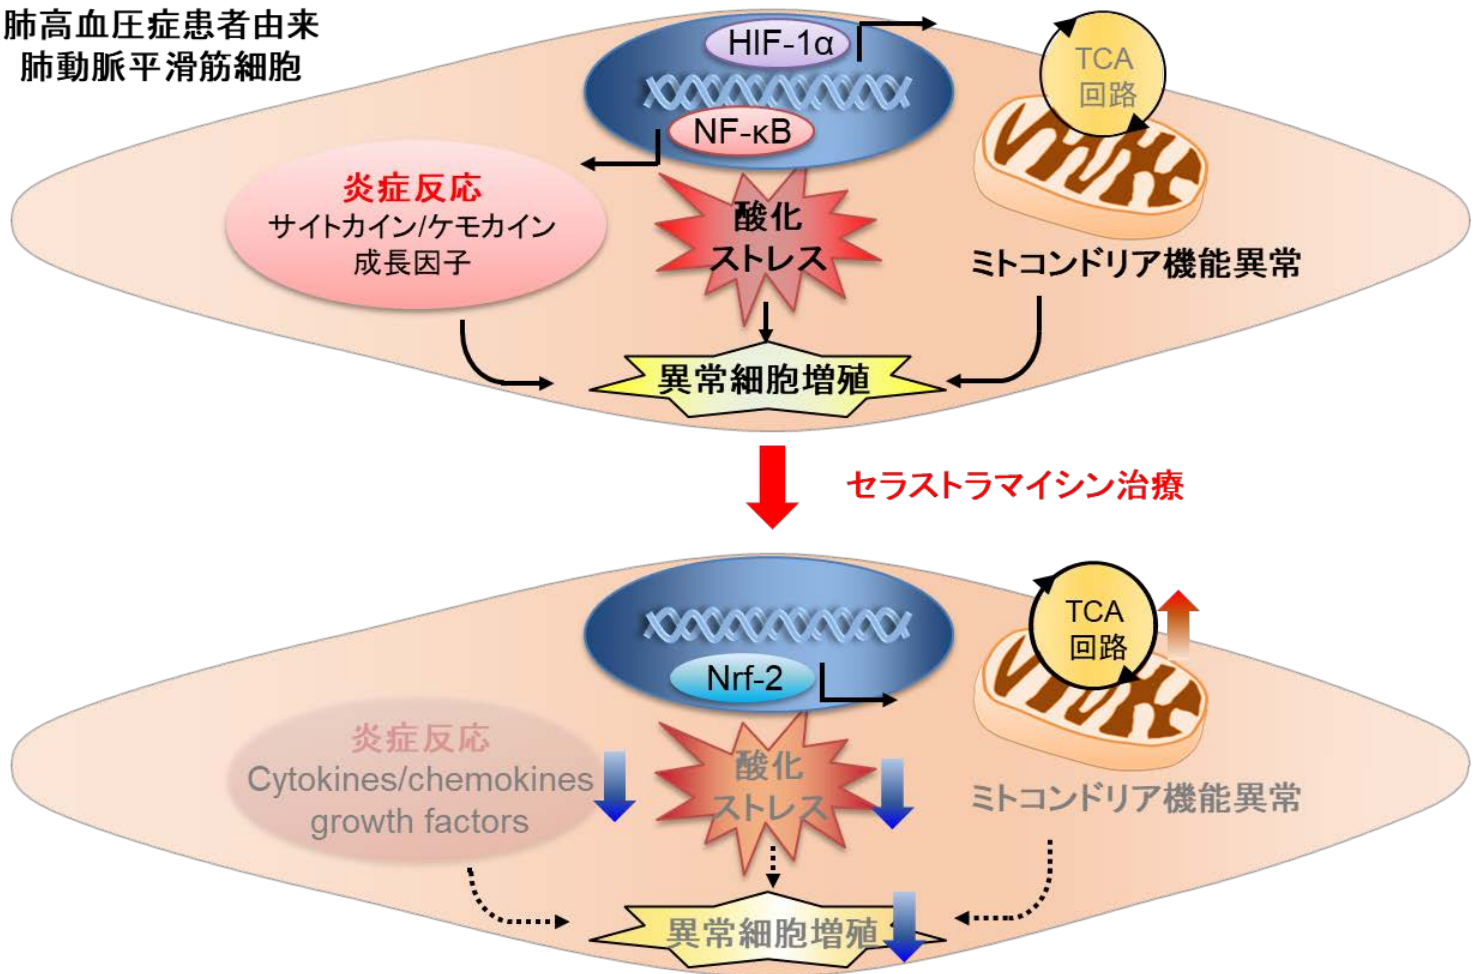 肺高血圧症患者由来
肺動脈平滑筋細胞
HIF-1α
NF-κB
TCA
回路
炎症反応
サイトカイン/ケモカイン
成長因子
酸化
ストレス
ミトコンドリア機能異常
異常細胞増殖
セラストラマイシン治療
Nrf-2
TCA
回路
炎症反応
Cytokines/chemokines
growth factors
酸化
ストレス
ミトコンドリア機能異常
異常細胞増殖